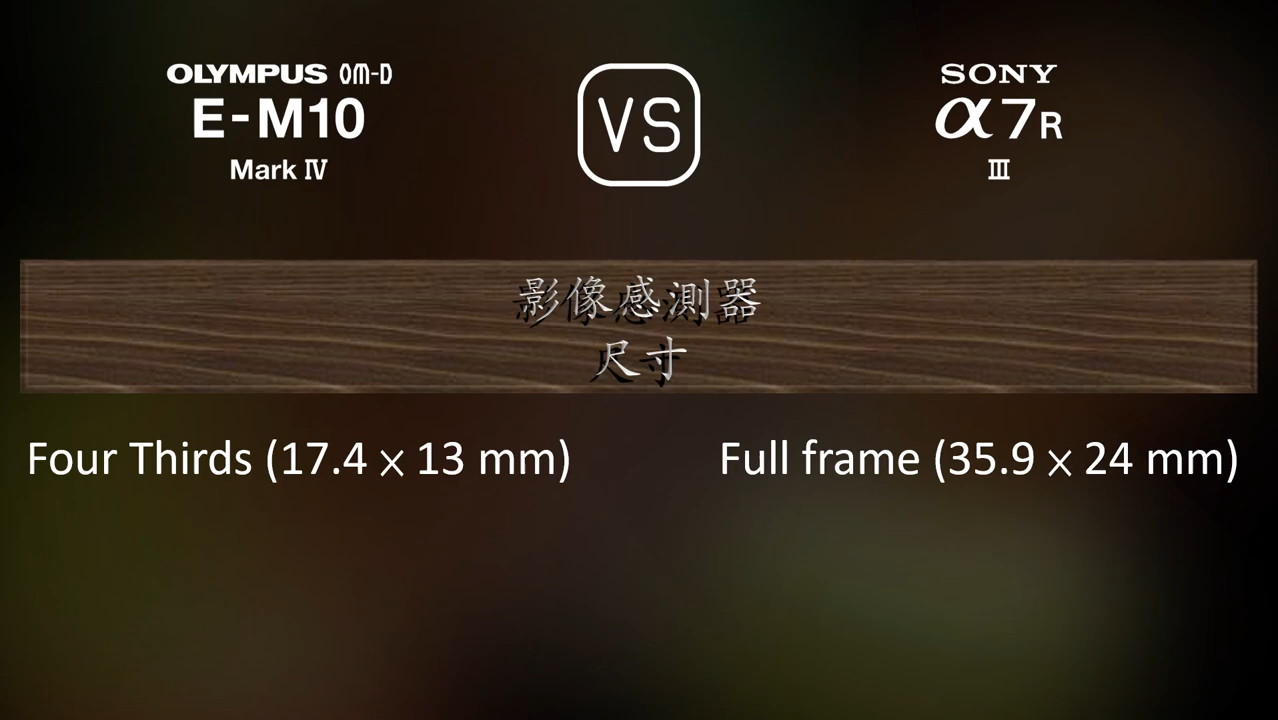 OLYMPUS OM-D
E-M10
Mark IV
VS
SONY
α7R
III
影像感測器
尺寸
Four Thirds (17.4 x 13 mm)
Full frame (35.9 x 24 mm)